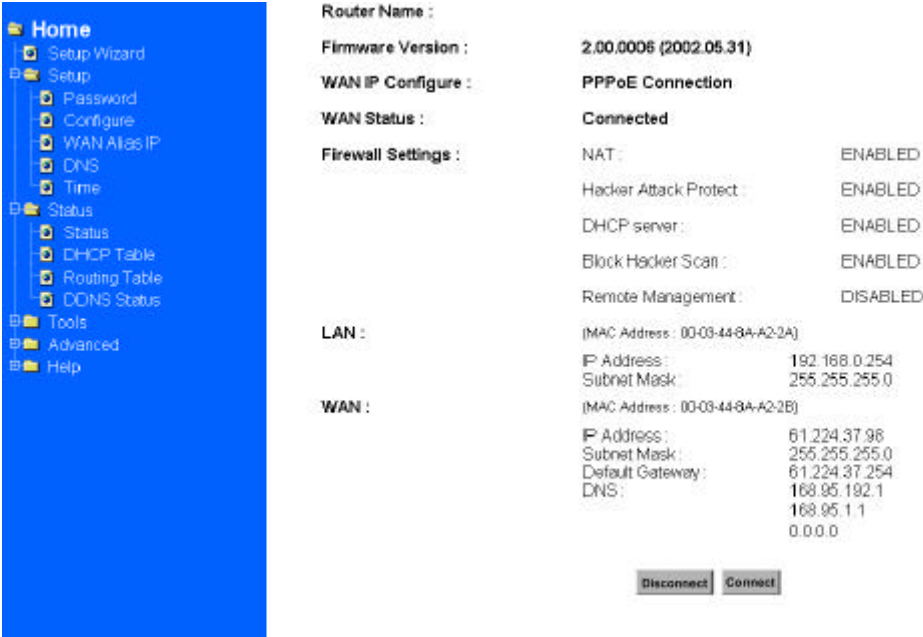 Home
Setup Wizard
Setup
Password
Configure
WAN Alias IP
DNS
Time
Status
Status
DHCP Table
Routing Table
DDNS Status
Tools
Advanced
Help
Router Name :
Firmware Version : 2.00.0006 (2002.05.31)
WAN IP Configure : PPPoE Connection
WAN Status : Connected
Firewall Settings : NAT : ENABLED
Hacker Attack Protect : ENABLED
DHCP server : ENABLED
Block Hacker Scan : ENABLED
Remote Management : DISABLED
LAN : (MAC Address : 00-03-44-8A-A2-2A)
IP Address : 192.168.0.254
Subnet Mask : 255.255.255.0
WAN : (MAC Address : 00-03-44-8A-A2-2B)
IP Address : 61.224.37.98
Subnet Mask : 255.255.255.0
Default Gateway : 61.224.37.254
DNS : 168.95.192.1
168.95.1.1
0.0.0.0
Disconnect Connect